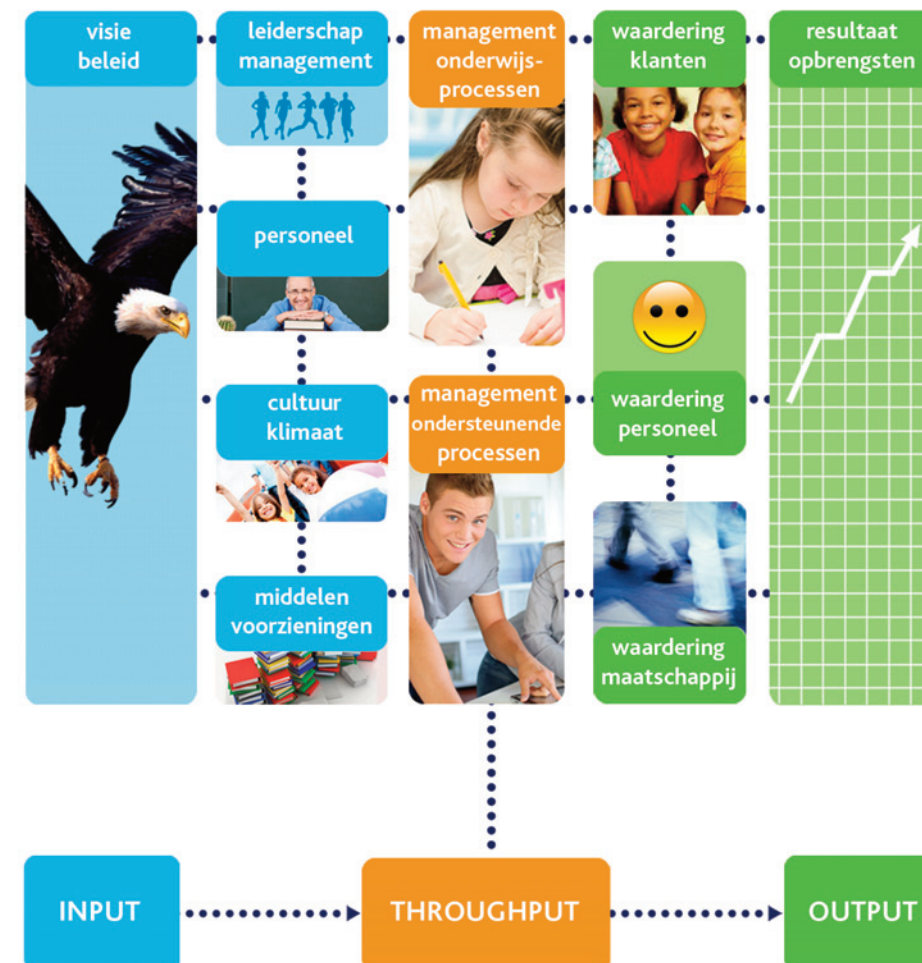 visie
beleid
leiderschap
management
management
onderwijs-
processen
waardering
klanten
resultaat
opbrengsten
personeel
cultuur
klimaat
management
ondersteunende
processen
waardering
personeel
middelen
voorzieningen
waardering
maatschappij
INPUT
THROUGHPUT
OUTPUT